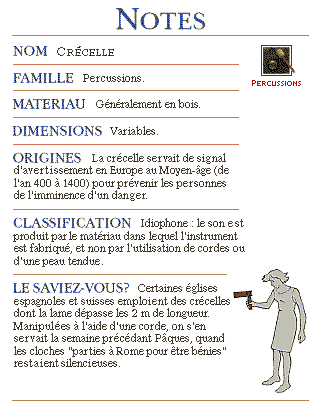 NOTES
NOM Crécelle
PERCUSSIONS
FAMILLE Percussions.
MATERIAU Généralement en bois.
DIMENSIONS Variables.
ORIGINES La crécelle servait de signal
d'avertissement en Europe au Moyen-âge (de
l'an 400 à 1400) pour prévenir les personnes
de l'imminence d'un danger.
CLASSIFICATION Idiophone : le son est
produit par le matériau dans lequel l'instrument
est fabriqué, et non par l'utilisation de cordes ou
d'une peau tendue.
LE SAVIEZ-VOUS? Certaines églises
espagnoles et suisses emploient des crécelles
dont la lame dépasse les 2 m de longueur.
Manipulées à l'aide d'une corde, on s'en
servait la semaine précédant Pâques, quand
les cloches "parties à Rome pour être bénies"
restaient silencieuses.